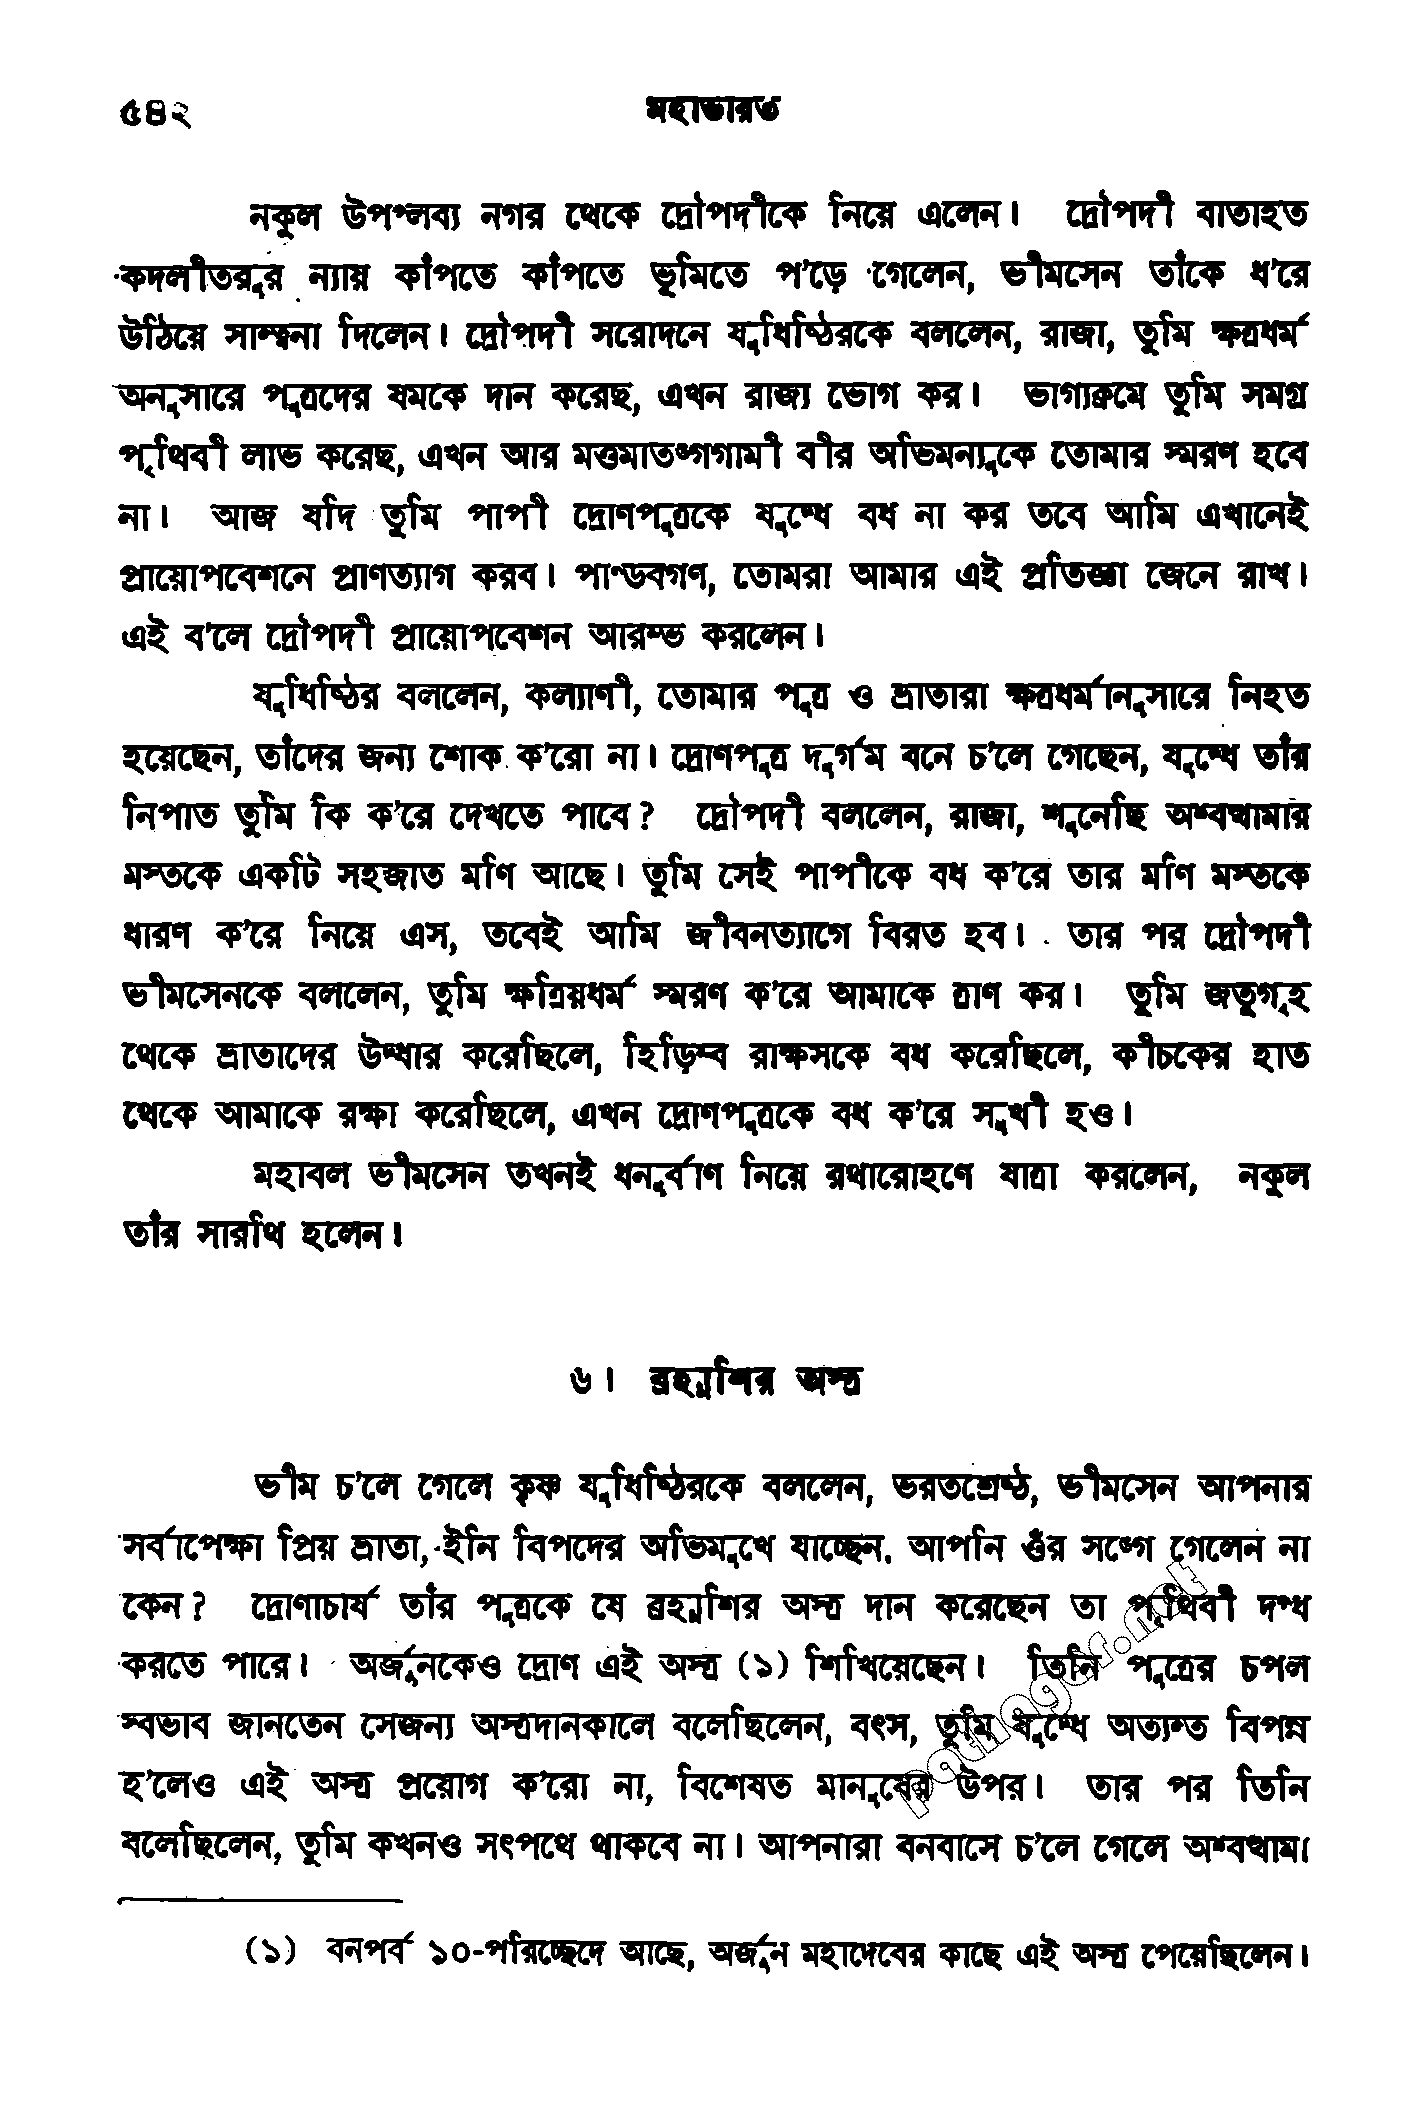 ৫৪২ মহাভারত
নকুল উপপ্লব্য নগর থেকে দ্রৌপদীকে নিয়ে এলেন। দ্রৌপদী বাতাহত
কদলীতরুর ন্যায় কাঁপতে কাঁপতে ভূমিতে প’ড়ে গেলেন, ভীমসেন তাঁকে ধ’রে
উঠিয়ে সান্ত্বনা দিলেন। দ্রৌপদী সরোদনে যুধিষ্ঠিরকে বললেন, রাজা, তুমি ক্ষত্রধর্ম
অনুসারে পুত্রদের যমকে দান করেছ, এখন রাজ্য ভোগ কর। ভাগ্যক্রমে তুমি সমগ্র
পৃথিবী লাভ করেছ, এখন আর মত্তমাতঙ্গগামী বীর অভিমন্যুকে তোমার স্মরণ হবে
না। আজ যদি তুমি পাপী দ্রোণপুত্রকে যুদ্ধে বধ না কর তবে আমি এখানেই
প্রায়োপবেশনে প্রাণত্যাগ করব। পাণ্ডবগণ, তোমরা আমার এই প্রতিজ্ঞা জেনে রাখ।
এই ব’লে দ্রৌপদী প্রায়োপবেশন আরম্ভ করলেন।
যুধিষ্ঠির বললেন, কল্যাণী, তোমার পুত্র ও ভ্রাতারা ক্ষত্রধর্মানুসারে নিহত
হয়েছেন, তাঁদের জন্য শোক ক’রো না। দ্রোণপুত্র দুর্গম বনে চ’লে গেছেন, যুদ্ধে তাঁর
নিপাত তুমি কি ক’রে দেখতে পাবে? দ্রৌপদী বললেন, রাজা, শুনেছি অশ্বত্থামার
মস্তকে একটি সহজাত মণি আছে। তুমি সেই পাপীকে বধ ক’রে তার মণি মস্তকে
ধারণ ক’রে নিয়ে এস, তবেই আমি জীবনত্যাগে বিরত হব। তার পর দ্রৌপদী
ভীমসেনকে বললেন, তুমি ক্ষত্রিয়ধর্ম স্মরণ ক’রে আমাকে ত্রাণ কর। তুমি জতুগৃহ
থেকে ভ্রাতাদের উদ্ধার করেছিলে, হিড়িম্ব রাক্ষসকে বধ করেছিলে, কীচকের হাত
থেকে আমাকে রক্ষা করেছিলে, এখন দ্রোণপুত্রকে বধ ক’রে সুখী হও।
মহাবল ভীমসেন তখনই ধনুর্বাণ নিয়ে রথারোহণে যাত্রা করলেন, নকুল
তাঁর সারথি হলেন।
৬। ব্রহ্মশির অস্ত্র
ভীম চ’লে গেলে কৃষ্ণ যুধিষ্ঠিরকে বললেন, ভরতশ্রেষ্ঠ, ভীমসেন আপনার
সর্বাপেক্ষা প্রিয় ভ্রাতা, ইনি বিপদের অভিমুখে যাচ্ছেন, আপনি ওঁর সঙ্গে গেলেন না
কেন? দ্রোণাচার্য তাঁর পুত্রকে যে ব্রহ্মশির অস্ত্র দান করেছেন তা পৃথিবী দগ্ধ
করতে পারে। অর্জুনকেও দ্রোণ এই অস্ত্র (১) শিখিয়েছেন। তিনি পুত্রের চপল
স্বভাব জানতেন সেজন্য অস্ত্রদানকালে বলেছিলেন, বৎস, তুমি যুদ্ধে অত্যন্ত বিপন্ন
হ’লেও এই অস্ত্র প্রয়োগ ক’রো না, বিশেষত মানুষের উপর। তার পর তিনি
বলেছিলেন, তুমি কখনও সৎপথে থাকবে না। আপনারা বনবাসে চ’লে গেলে অশ্বত্থামা
(১) বনপর্ব ১০-পরিচ্ছেদে আছে, অর্জুন মহাদেবের কাছে এই অস্ত্র পেয়েছিলেন।
pathagar.net